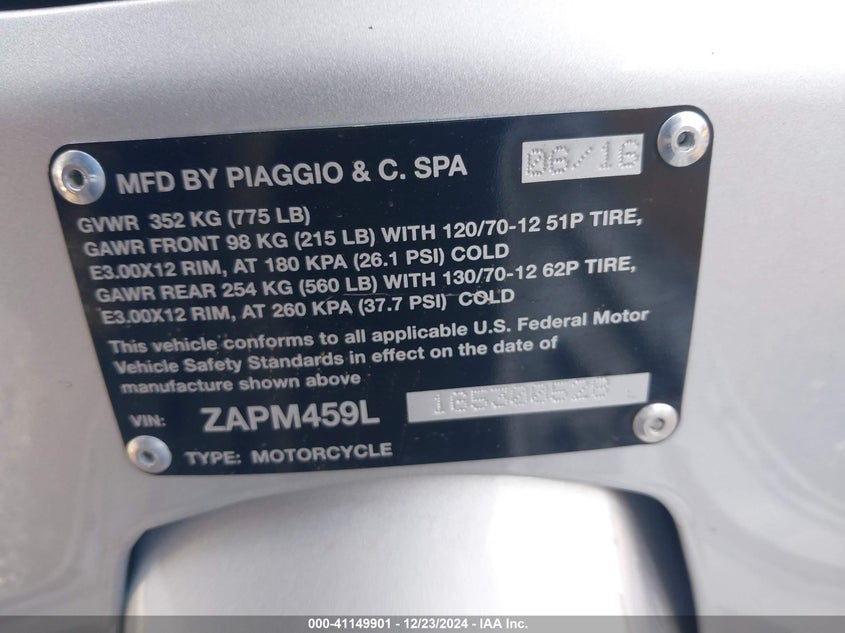 MFD BY PIAGGIO & C. SPA 06/16
GVWR 352 KG (775 LB)
GAWR FRONT 98 KG (215 LB) WITH 120/70-12 51P TIRE,
E3.00X12 RIM, AT 180 KPA (26.1 PSI) COLD
GAWR REAR 254 KG (560 LB) WITH 130/70-12 62P TIRE,
E3.00X12 RIM, AT 260 KPA (37.7 PSI) COLD
This vehicle conforms to all applicable U.S. Federal Motor
Vehicle Safety Standards in effect on the date of
manufacture shown above
VIN: ZAPM459L
TYPE: MOTORCYCLE
000-41149901 - 12/23/2024 - IAA Inc.